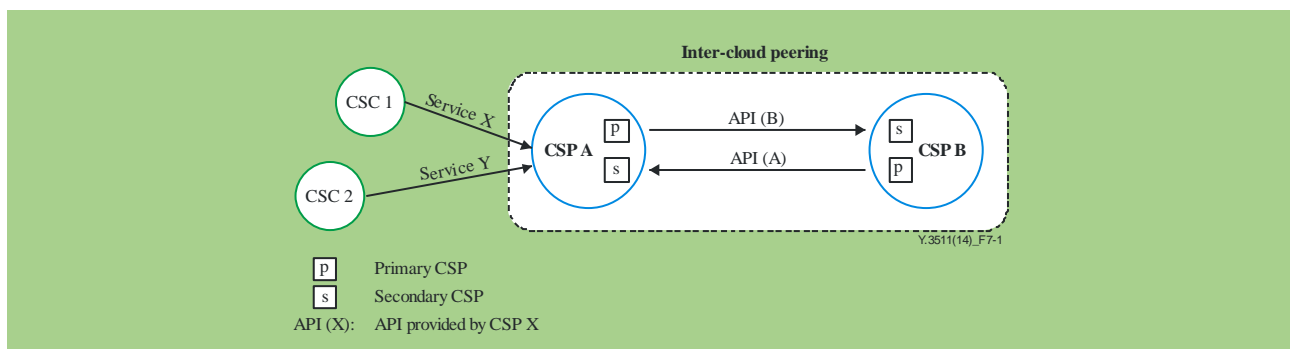 Inter-cloud peering
CSC 1
Service X
CSP A
p
API (B)
s
CSP B
Service Y
s
API (A)
p
CSC 2
Y.3511(14)_F7-1
p Primary CSP
s Secondary CSP
API (X): API provided by CSP X